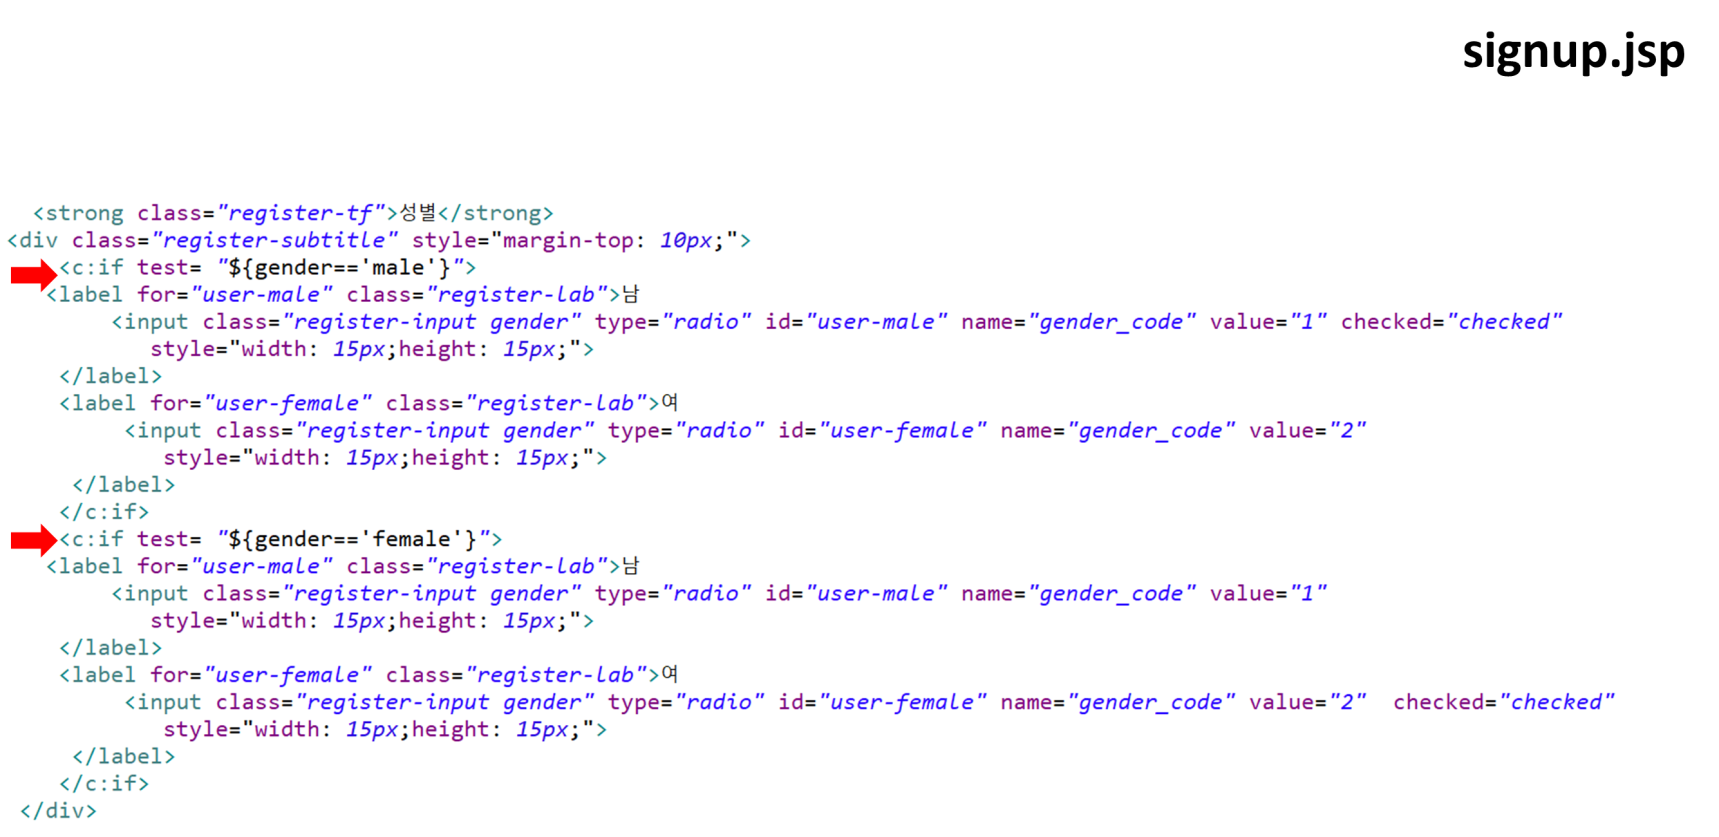 signup.jsp
<strong class="register-tf">성별</strong>
<div class="register-subtitle" style="margin-top: 10px;">
<c:if test= "${gender=='male'}">
<label for="user-male" class="register-lab">남
<input class="register-input gender" type="radio" id="user-male" name="gender_code" value="1" checked="checked"
style="width: 15px;height: 15px;">
</label>
<label for="user-female" class="register-lab">여
<input class="register-input gender" type="radio" id="user-female" name="gender_code" value="2"
style="width: 15px;height: 15px;">
</label>
</c:if>
<c:if test= "${gender=='female'}">
<label for="user-male" class="register-lab">남
<input class="register-input gender" type="radio" id="user-male" name="gender_code" value="1"
style="width: 15px;height: 15px;">
</label>
<label for="user-female" class="register-lab">여
<input class="register-input gender" type="radio" id="user-female" name="gender_code" value="2"  checked="checked"
style="width: 15px;height: 15px;">
</label>
</c:if>
</div>